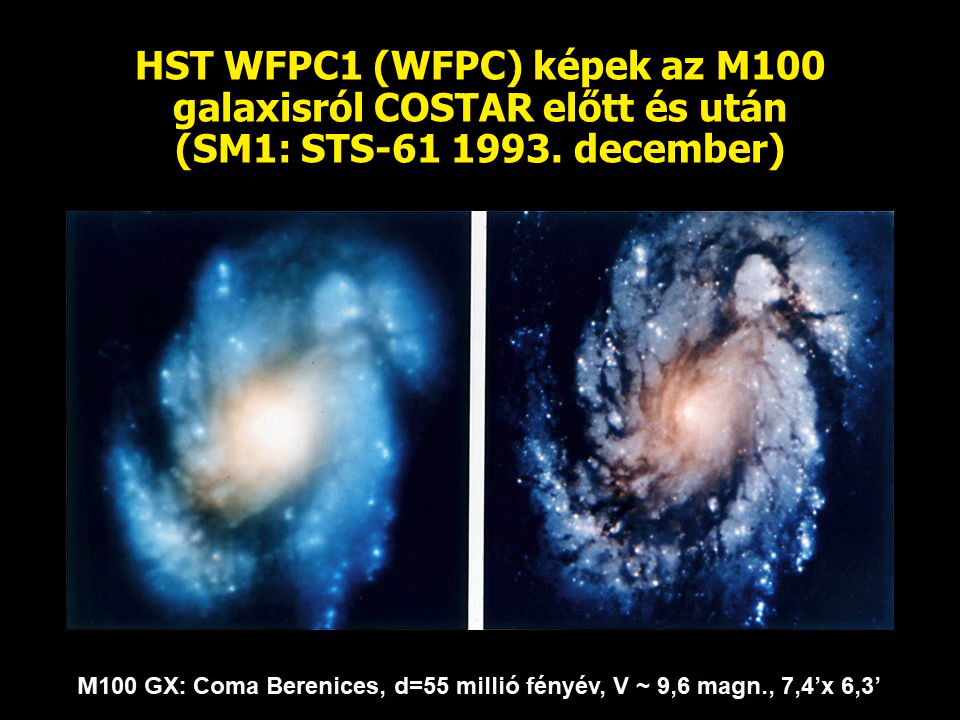 HST WFPC1 (WFPC) képek az M100
galaxisról COSTAR előtt és után
(SM1: STS-61 1993. december)
M100 GX: Coma Berenices, d=55 millió fényév, V ~ 9,6 magn., 7,4’x 6,3’